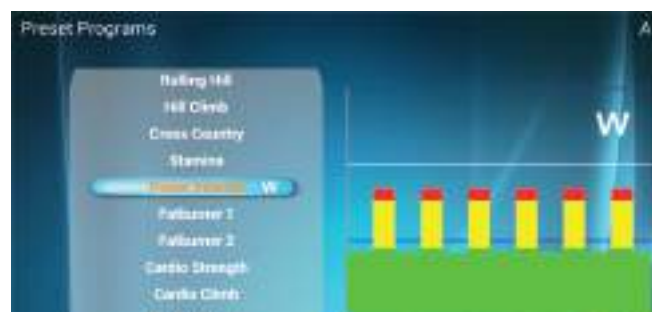 Preset Programs
A
Rolling Hill
W
Hill Climb
Cross Country
Stamina
W
Fatburner 1
Fatburner 2
Cardio Strength
Cardio Climb